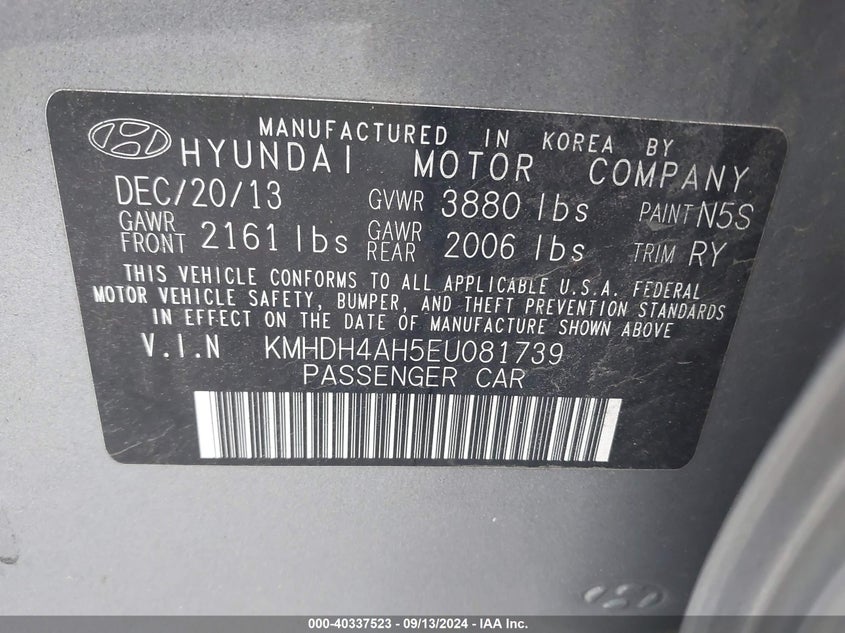 MANUFACTURED IN KOREA BY
HYUNDAI MOTOR COMPANY
DEC/20/13 GVWR 3880 lbs PAINT N5S
GAWR FRONT 2161 lbs GAWR REAR 2006 lbs TRIM RY
THIS VEHICLE CONFORMS TO ALL APPLICABLE U.S.A. FEDERAL
MOTOR VEHICLE SAFETY, BUMPER, AND THEFT PREVENTION STANDARDS
IN EFFECT ON THE DATE OF MANUFACTURE SHOWN ABOVE
V.I.N KMHDH4AH5EU081739
PASSENGER CAR
000-40337523 - 09/13/2024 - IAA Inc.